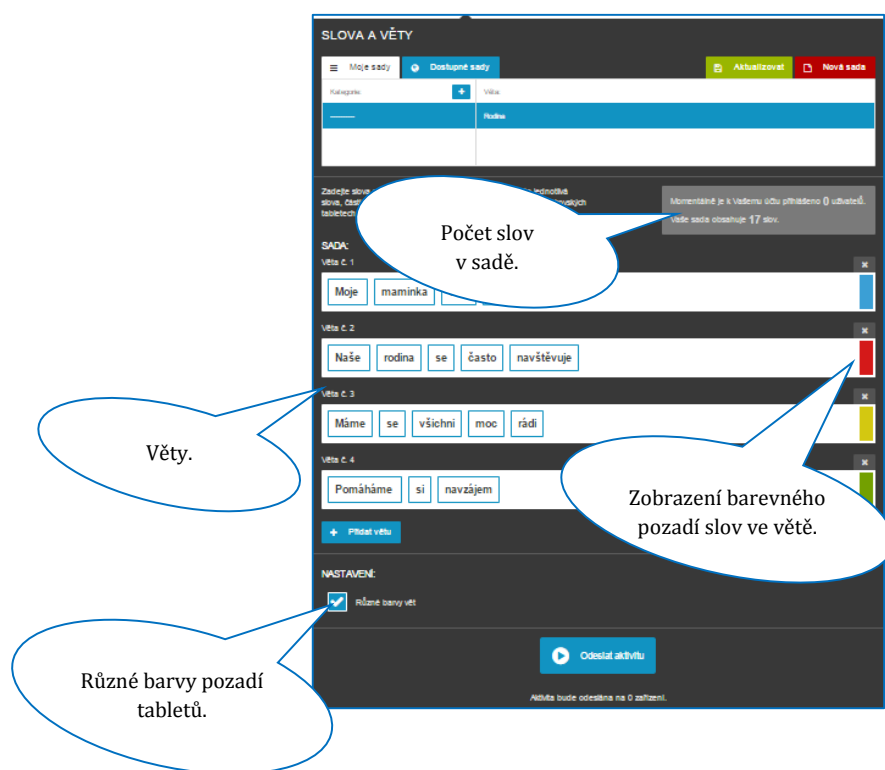 SLOVA A VĚTY
Moje sady
Dostupné sady
Aktualizovat
Nová sada
Kategorie:
Věta:
Rodina
Zadejte slova
jednotlivá
slova, část
tabletech
Momentálně je k Vašemu účtu přihlášeno 0 uživatelů.
Vaše sada obsahuje 17 slov.
Počet slov
v sadě.
SADA:
Věta č. 1
Moje maminka
Věta č. 2
Naše rodina se často navštěvuje
Věta č. 3
Máme se všichni moc rádi
Věty.
Věta č. 4
Pomáháme si navzájem
Zobrazení barevného
pozadí slov ve větě.
Přidat větu
NASTAVENÍ:
Různé barvy vět
Různé barvy pozadí
tabletů.
Odeslat aktivitu
Aktivita bude odeslána na 0 zařízení.